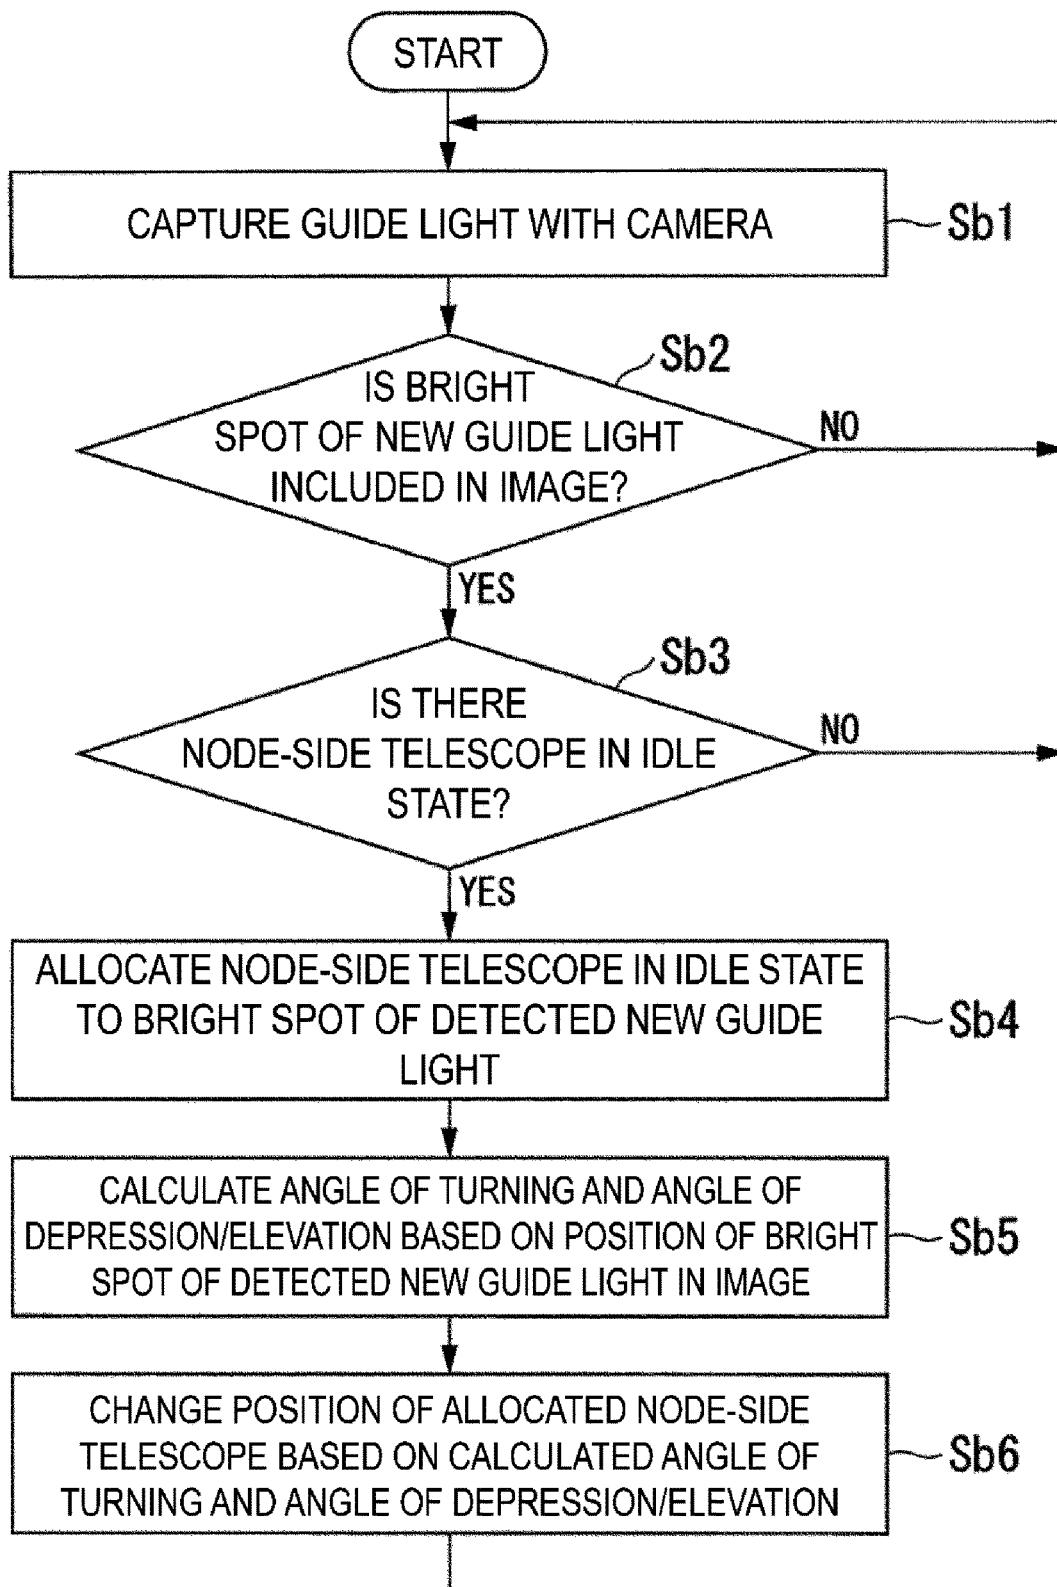 START
CAPTURE GUIDE LIGHT WITH CAMERA
Sb1
Sb2
IS BRIGHT
SPOT OF NEW GUIDE LIGHT
INCLUDED IN IMAGE?
NO
YES
Sb3
IS THERE
NODE-SIDE TELESCOPE IN IDLE
STATE?
NO
YES
ALLOCATE NODE-SIDE TELESCOPE IN IDLE STATE
TO BRIGHT SPOT OF DETECTED NEW GUIDE
LIGHT
Sb4
CALCULATE ANGLE OF TURNING AND ANGLE OF
DEPRESSION/ELEVATION BASED ON POSITION OF BRIGHT
SPOT OF DETECTED NEW GUIDE LIGHT IN IMAGE
Sb5
CHANGE POSITION OF ALLOCATED NODE-SIDE
TELESCOPE BASED ON CALCULATED ANGLE OF
TURNING AND ANGLE OF DEPRESSION/ELEVATION
Sb6